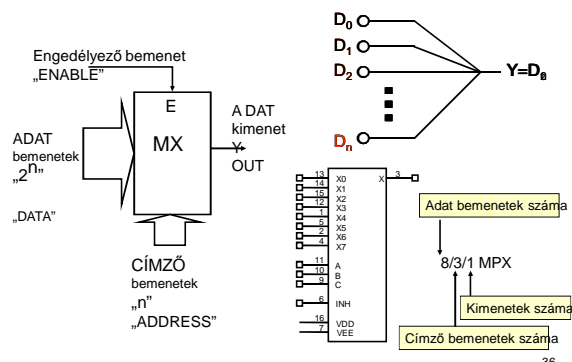 Engedélyező bemenet
„ENABLE"
E
MX
ADAT
bemenetek
„2n"
„DATA"
A DAT
kimenet
Y
OUT
CÍMZŐ
bemenetek
„n"
„ADDRESS"
D0
D1
D2
Dn
13 X0 X 3
14 X1
15 X2
12 X3
1 X4
5 X5
2 X6
4 X7
11 A
10 B
9 C
6 INH
16 VDD
7 VEE
Adat bemenetek száma
8/3/1 MPX
Kimenetek száma
Címző bemenetek száma
36